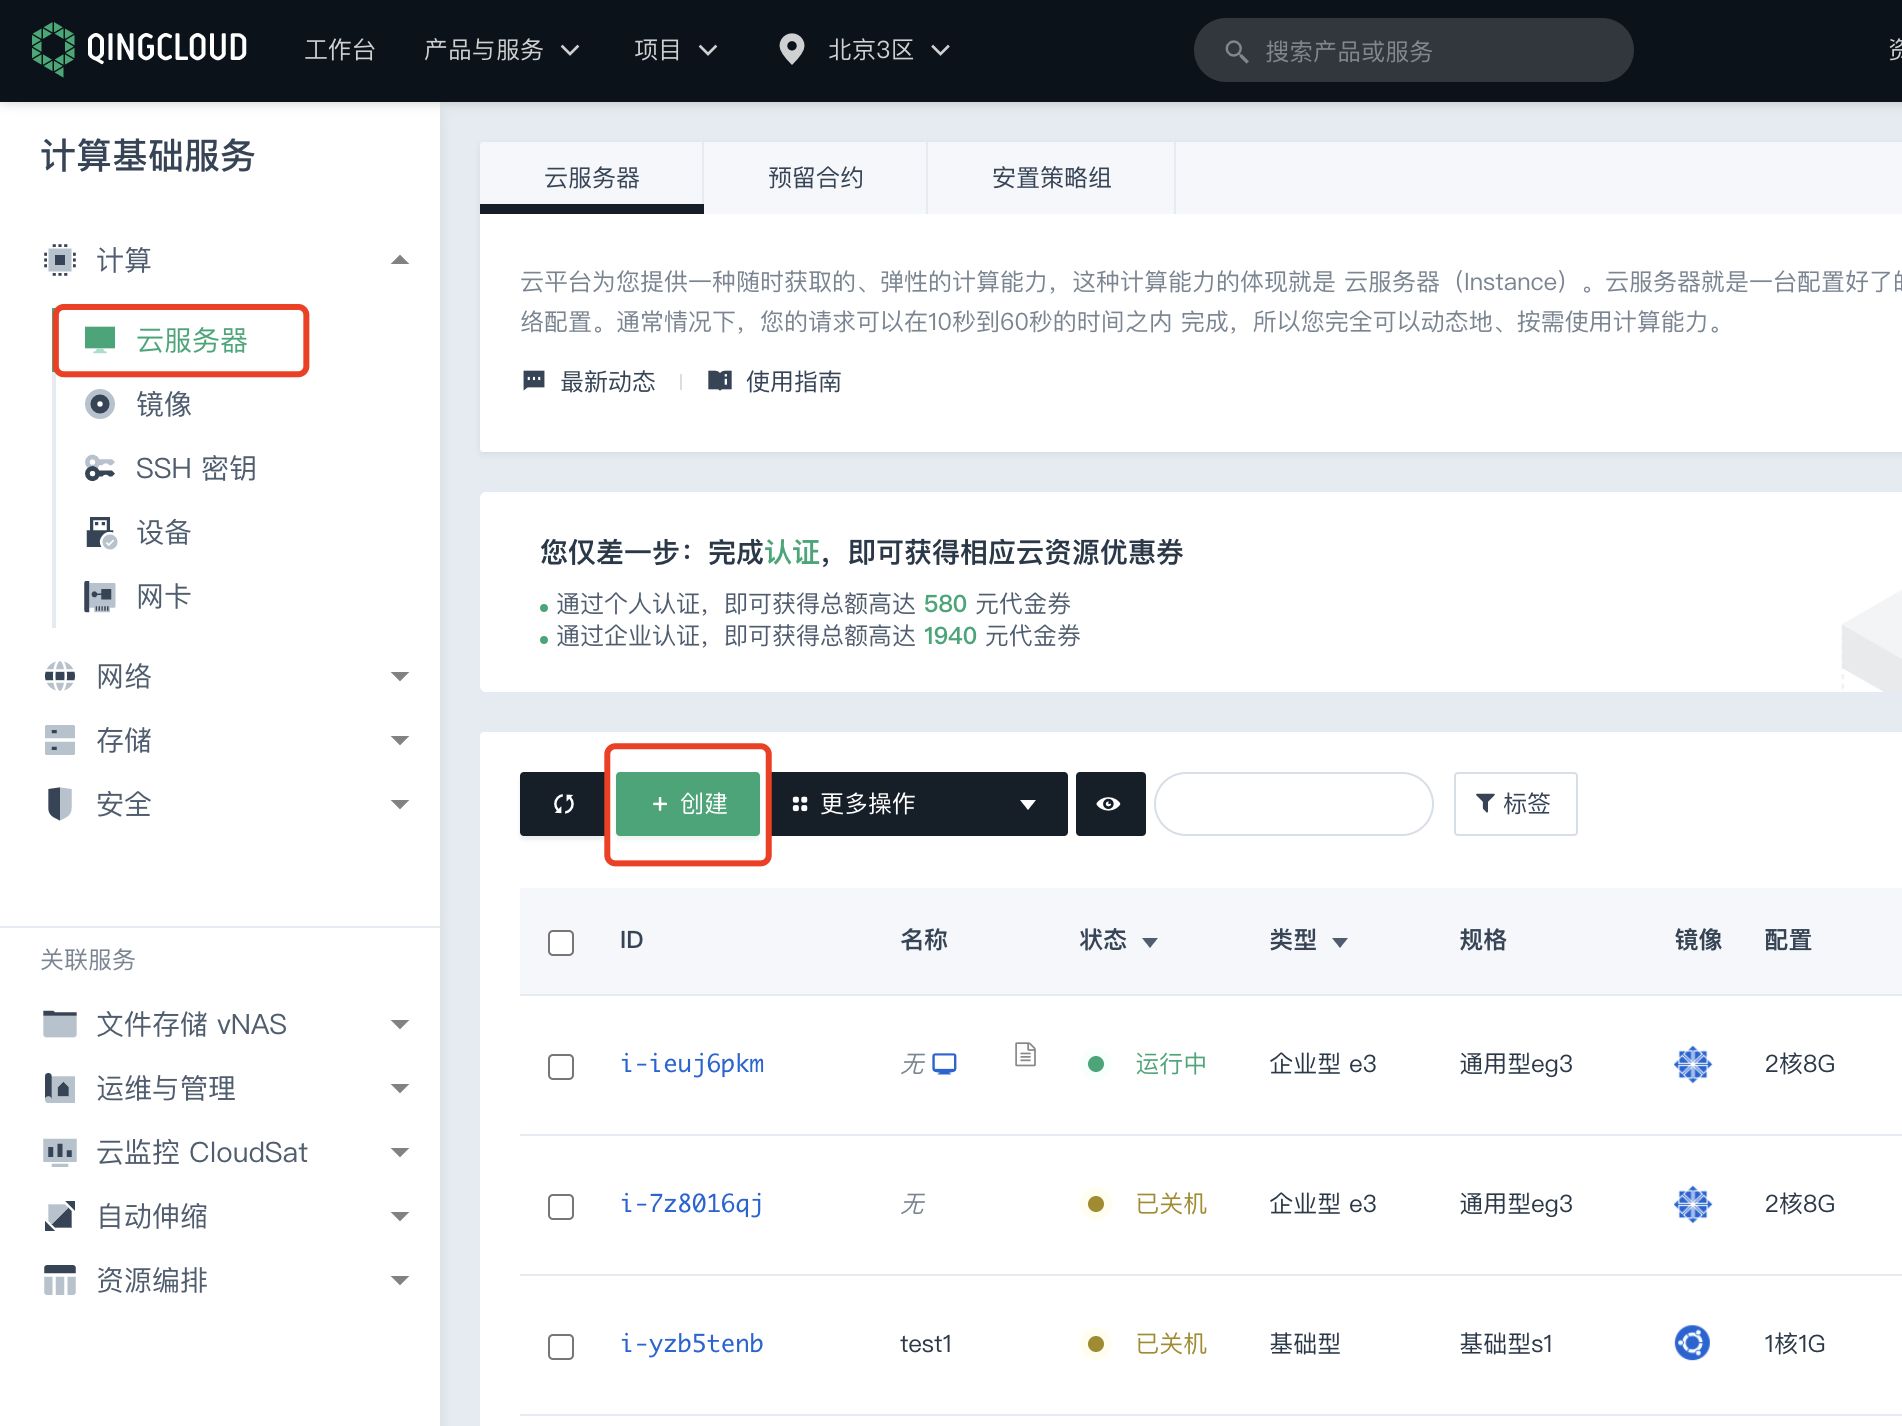 QINGCLOUD 工作台 产品与服务 项目 北京3区 搜索产品或服务
计算基础服务
计算
云服务器
镜像
SSH 密钥
设备
网卡
网络
存储
安全
关联服务
文件存储 vNAS
运维与管理
云监控 CloudSat
自动伸缩
资源编排
云服务器 预留合约 安置策略组
云平台为您提供一种随时获取的、弹性的计算能力，这种计算能力的体现就是 云服务器（Instance）。云服务器就是一台配置好了
络配置。通常情况下，您的请求可以在10秒到60秒的时间之内 完成，所以您完全可以动态地、按需使用计算能力。
最新动态 使用指南
您仅差一步：完成认证，即可获得相应云资源优惠券
通过个人认证，即可获得总额高达 580 元代金券
通过企业认证，即可获得总额高达 1940 元代金券
+ 创建 更多操作 标签
ID 名称 状态 类型 规格 镜像 配置
i-ieuj6pkm 无 运行中 企业型 e3 通用型eg3 2核8G
i-7z8016qj 无 已关机 企业型 e3 通用型eg3 2核8G
i-yzb5tenb test1 已关机 基础型 基础型s1 1核1G